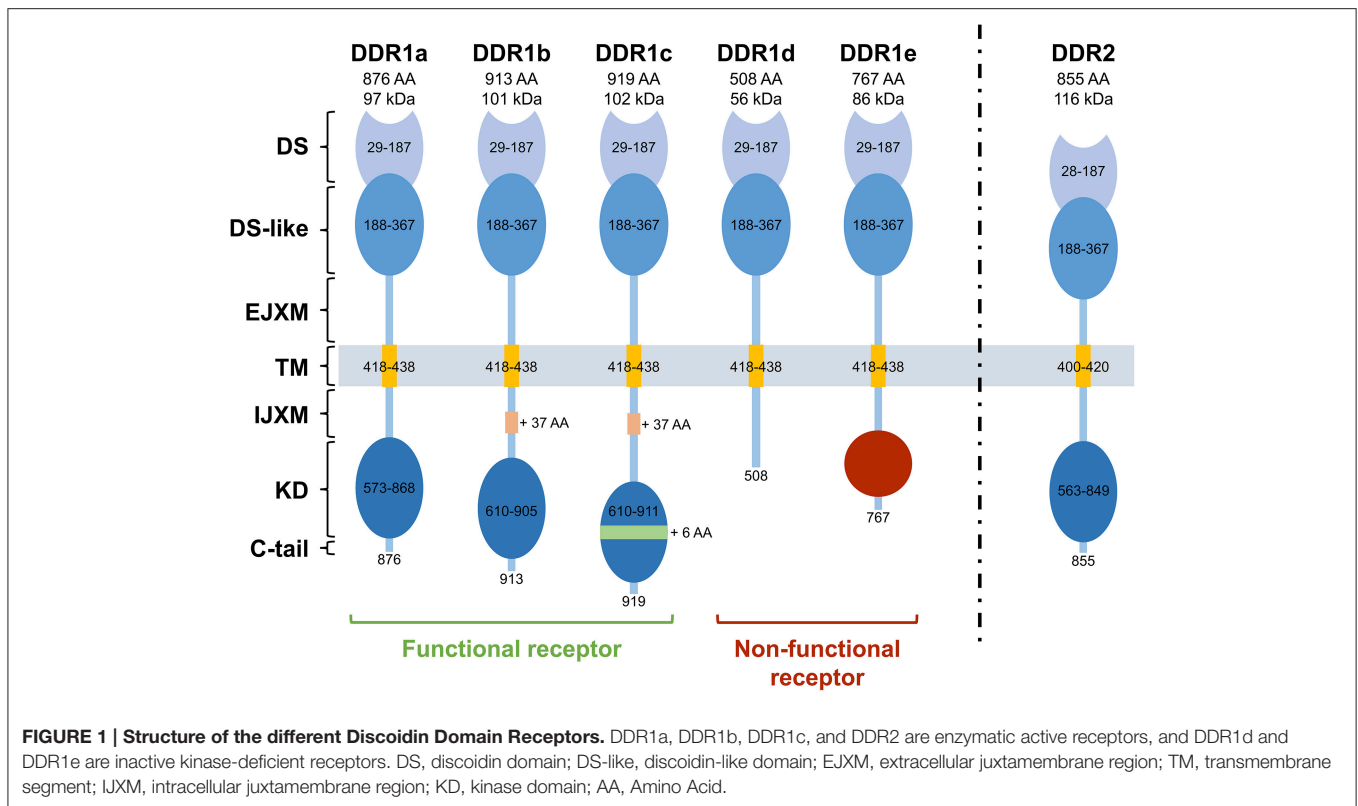 DDR1a DDR1b DDR1c DDR1d DDR1e DDR2
876 AA 913 AA 919 AA 508 AA 767 AA 855 AA
97 kDa 101 kDa 102 kDa 56 kDa 86 kDa 116 kDa
DS 29-187 29-187 29-187 29-187 29-187 28-187
DS-like 188-367 188-367 188-367 188-367 188-367 188-367
EJXM
TM 418-438 418-438 418-438 418-438 418-438 400-420
IJXM + 37 AA + 37 AA
KD 573-868 610-905 610-911 508 563-849
+ 6 AA 767
C-tail 876 913 919 855
Functional receptor
Non-functional
receptor
FIGURE 1 | Structure of the different Discoidin Domain Receptors. DDR1a, DDR1b, DDR1c, and DDR2 are enzymatic active receptors, and DDR1d and
DDR1e are inactive kinase-deficient receptors. DS, discoidin domain; DS-like, discoidin-like domain; EJXM, extracellular juxtamembrane region; TM, transmembrane
segment; IJXM, intracellular juxtamembrane region; KD, kinase domain; AA, Amino Acid.